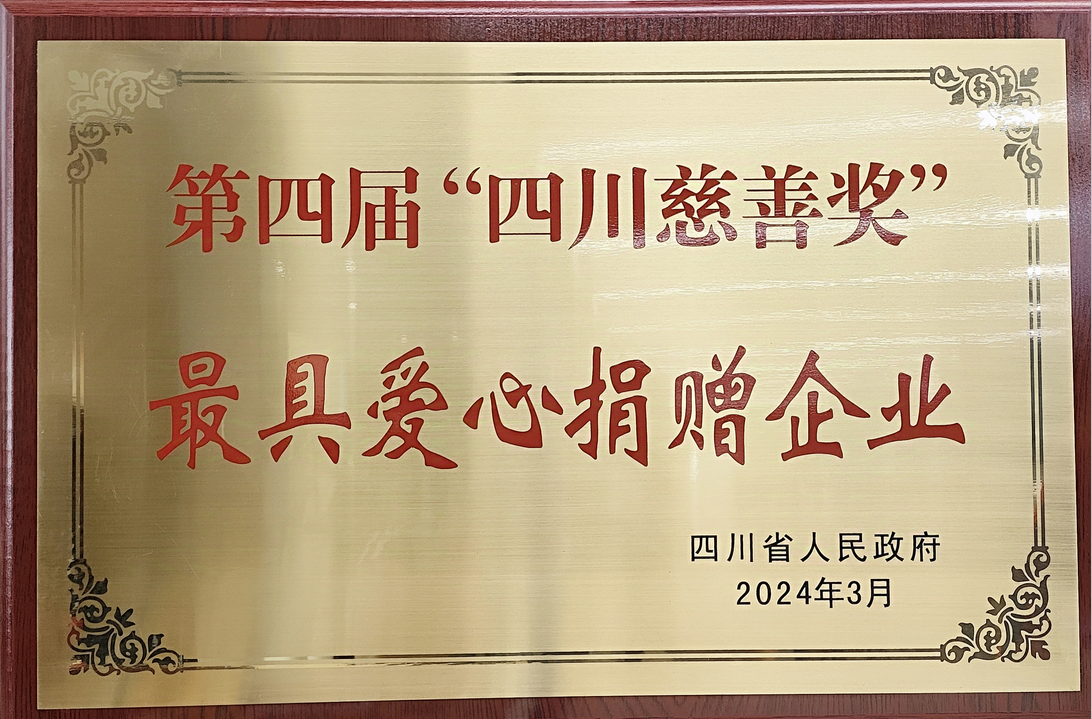 第四届“四川慈善奖”
最具爱心捐赠企业
四川省人民政府
2024年3月